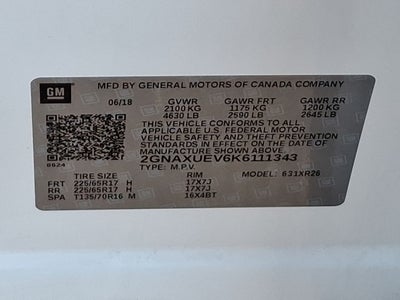 GM
MFD BY GENERAL MOTORS OF CANADA COMPANY
06/18 GVWR GAWR FRT GAWR RR
2100 KG 1175 KG 1200 KG
4630 LB 2590 LB 2645 LB
THIS VEHICLE CONFORMS TO ALL
APPLICABLE U.S. FEDERAL MOTOR
VEHICLE SAFETY AND THEFT PREVENTION
STANDARDS IN EFFECT ON THE DATE OF
MANUFACTURE SHOWN ABOVE.
2GNAXUEV6K6111343
0624
TYPE: M.P.V. MODEL: 631XR26
TIRE SIZE RIM
FRT 225/65R17 H 17X7J
RR 225/65R17 H 17X7J
SPA T135/70R16 M 16X4BT